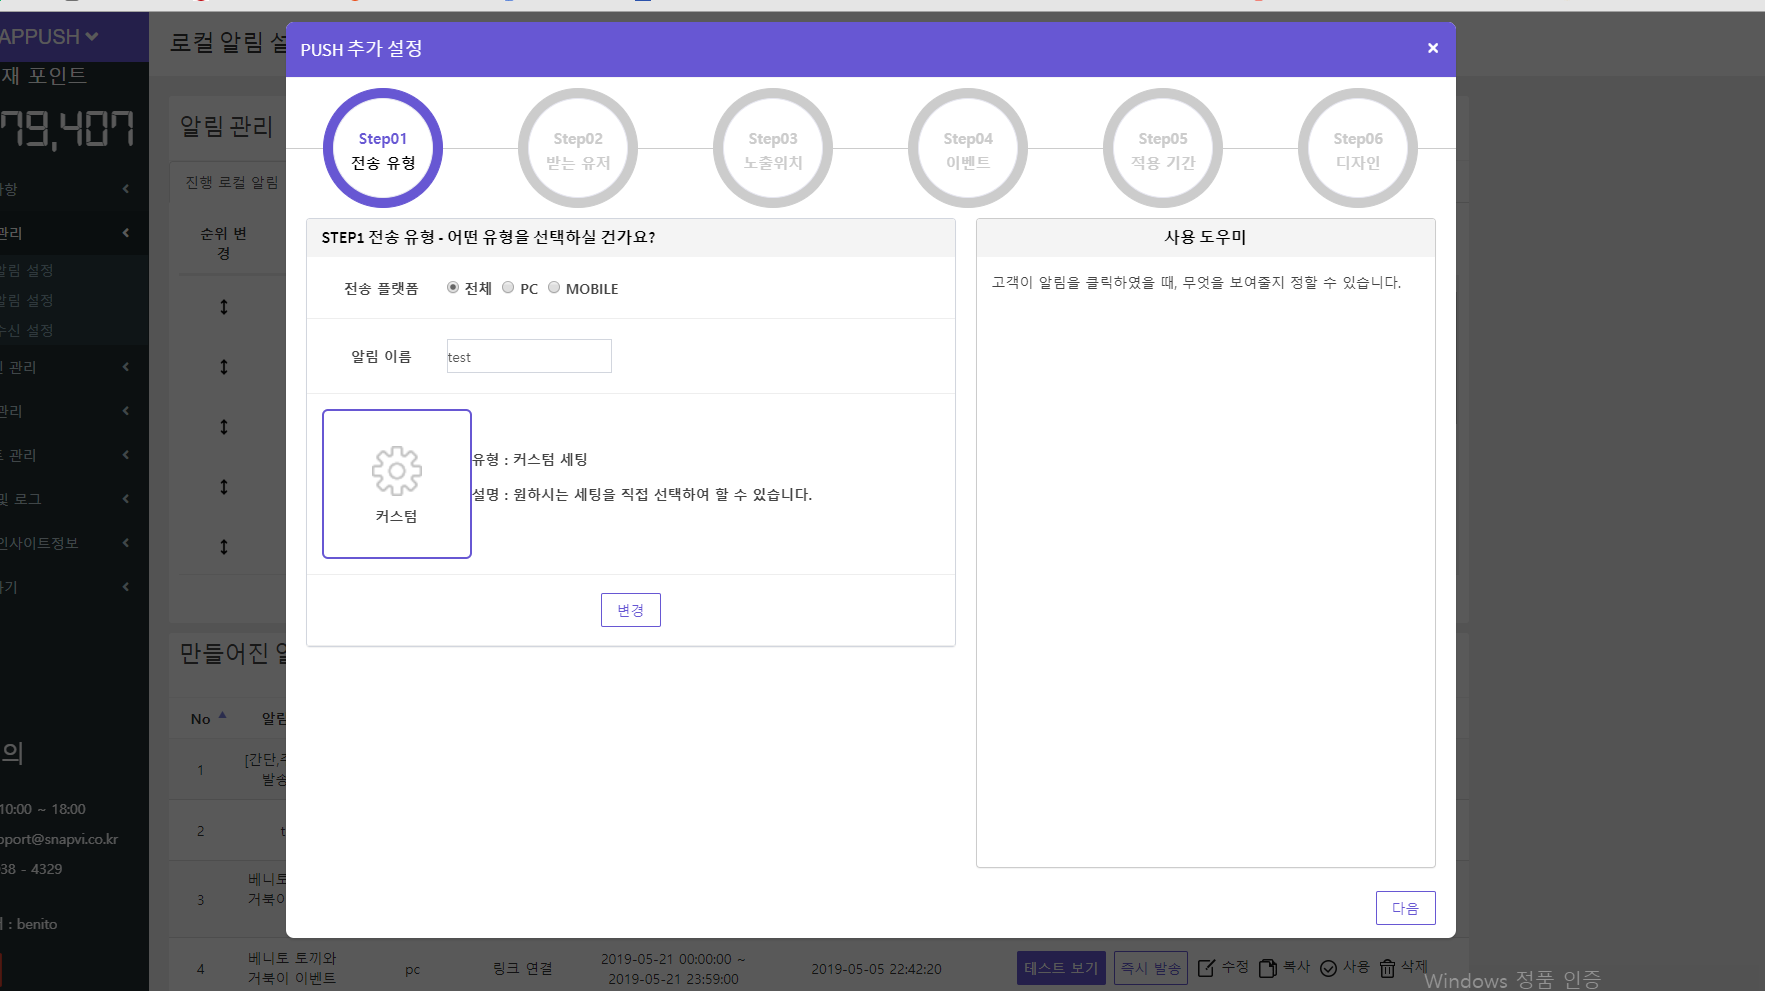 APPUSH
재 포인트
79,407
사항
관리
알림 설정
알림 설정
수신 설정
관리
관리
트 관리
및 로그
인사이트정보
하기
의
10:00 ~ 18:00
pport@snapvi.co.kr
38 - 4329
: benito
로컬 알림 설
알림 관리
진행 로컬 알림
순위 변
경
만들어진 알
No 알림
1 [간단,주
발송
2 t
3 베니토
거북이
4 베니토 토끼와
거북이 이벤트
pc
링크 연결
2019-05-21 00:00:00 ~
2019-05-21 23:59:00
2019-05-05 22:42:20
테스트 보기 즉시 발송 수정 복사 사용 삭제
PUSH 추가 설정 ×
Step01
전송 유형
Step02
받는 유저
Step03
노출위치
Step04
이벤트
Step05
적용 기간
Step06
디자인
STEP1 전송 유형 - 어떤 유형을 선택하실 건가요?
전송 플랫폼 전체 PC MOBILE
알림 이름 test
커스텀
유형 : 커스텀 세팅
설명 : 원하시는 세팅을 직접 선택하여 할 수 있습니다.
변경
사용 도우미
고객이 알림을 클릭하였을 때, 무엇을 보여줄지 정할 수 있습니다.
다음
Windows 정품 인증